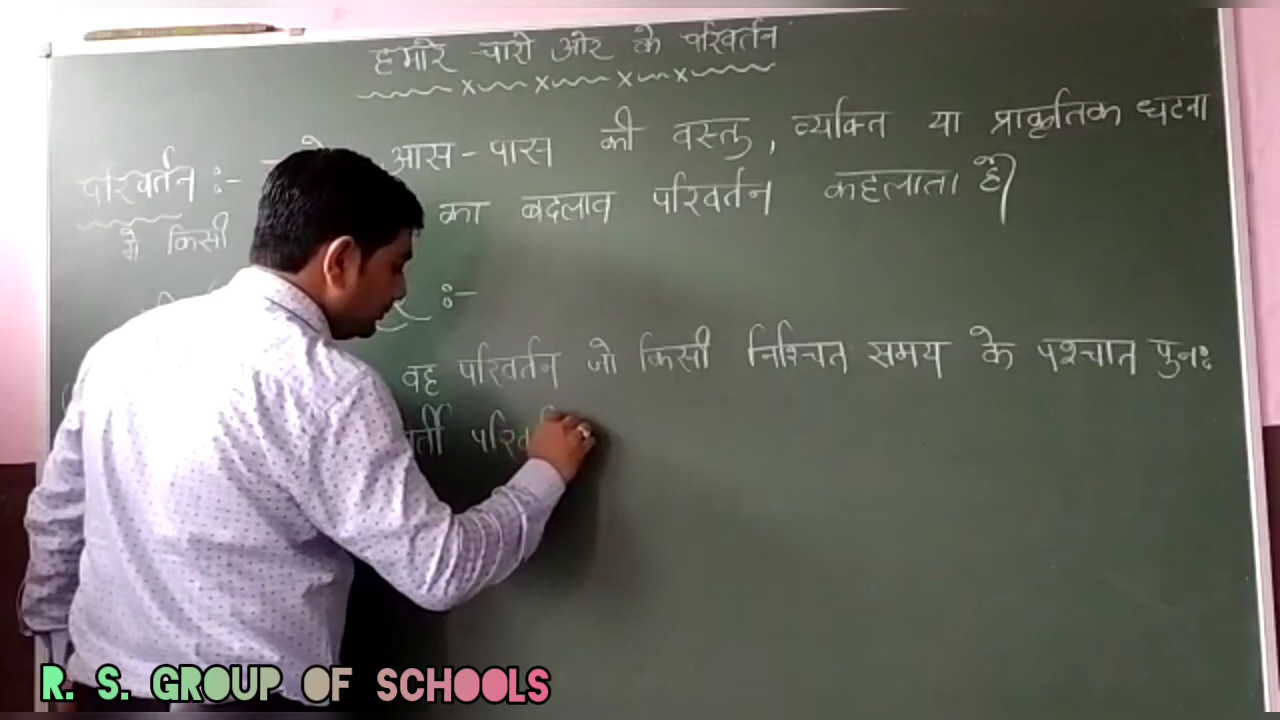 हमारे चारो ओर के परिवर्तन
परिवर्तन :- आस-पास की वस्तु, व्यक्ति या प्राकृतिक घटना
मे किसी का बदलाव परिवर्तन कहलाता है।
:-
वह परिवर्तन जो किसी निश्चित समय के पश्चात पुनः
R. S. GROUP OF SCHOOLS